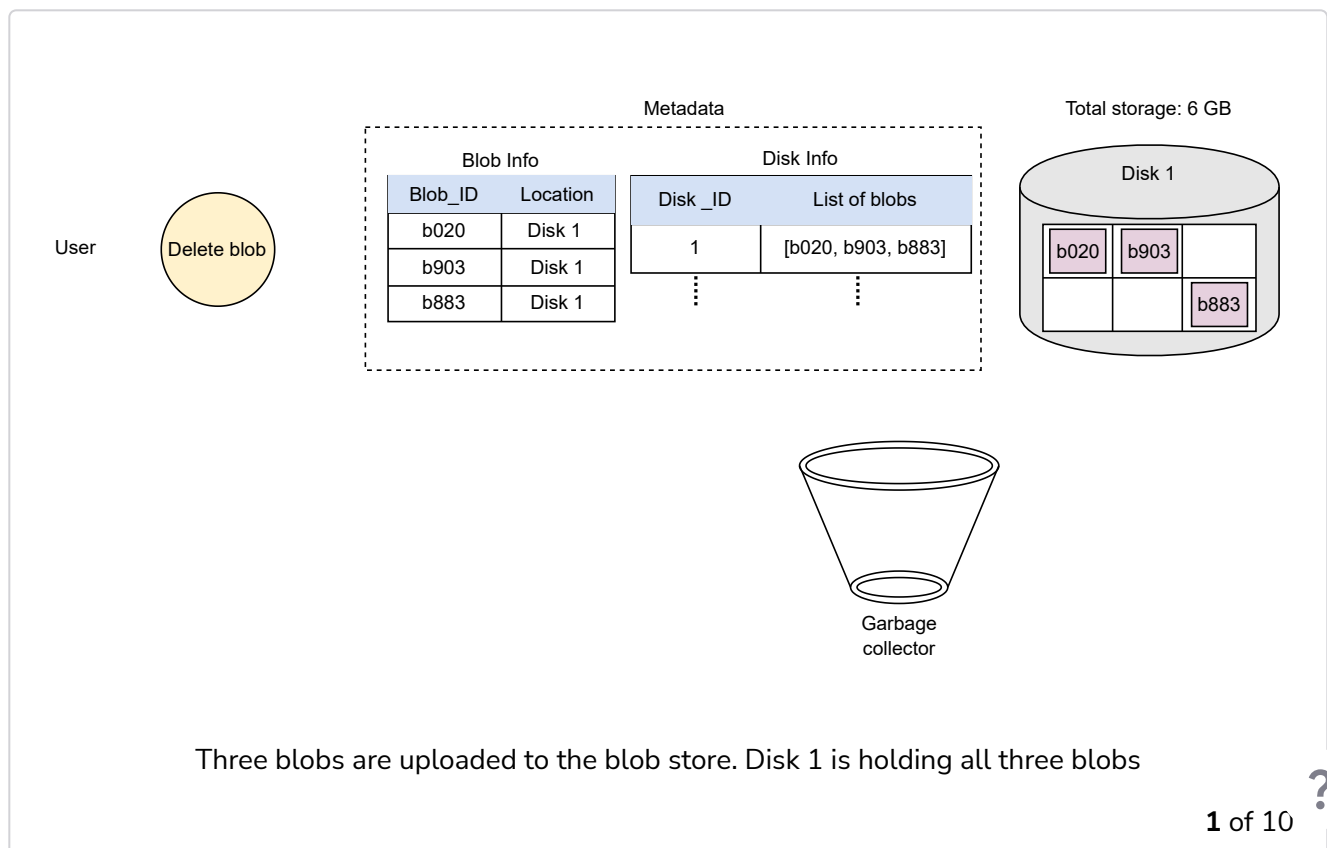 Metadata
Total storage: 6 GB
Blob Info
Disk Info
Disk 1
Blob_ID Location
Disk _ID List of blobs
b020 Disk 1
b903 Disk 1
b883 Disk 1
1 [b020, b903, b883]
b020 b903
b883
User
Delete blob
Garbage
collector
Three blobs are uploaded to the blob store. Disk 1 is holding all three blobs
?
1 of 10